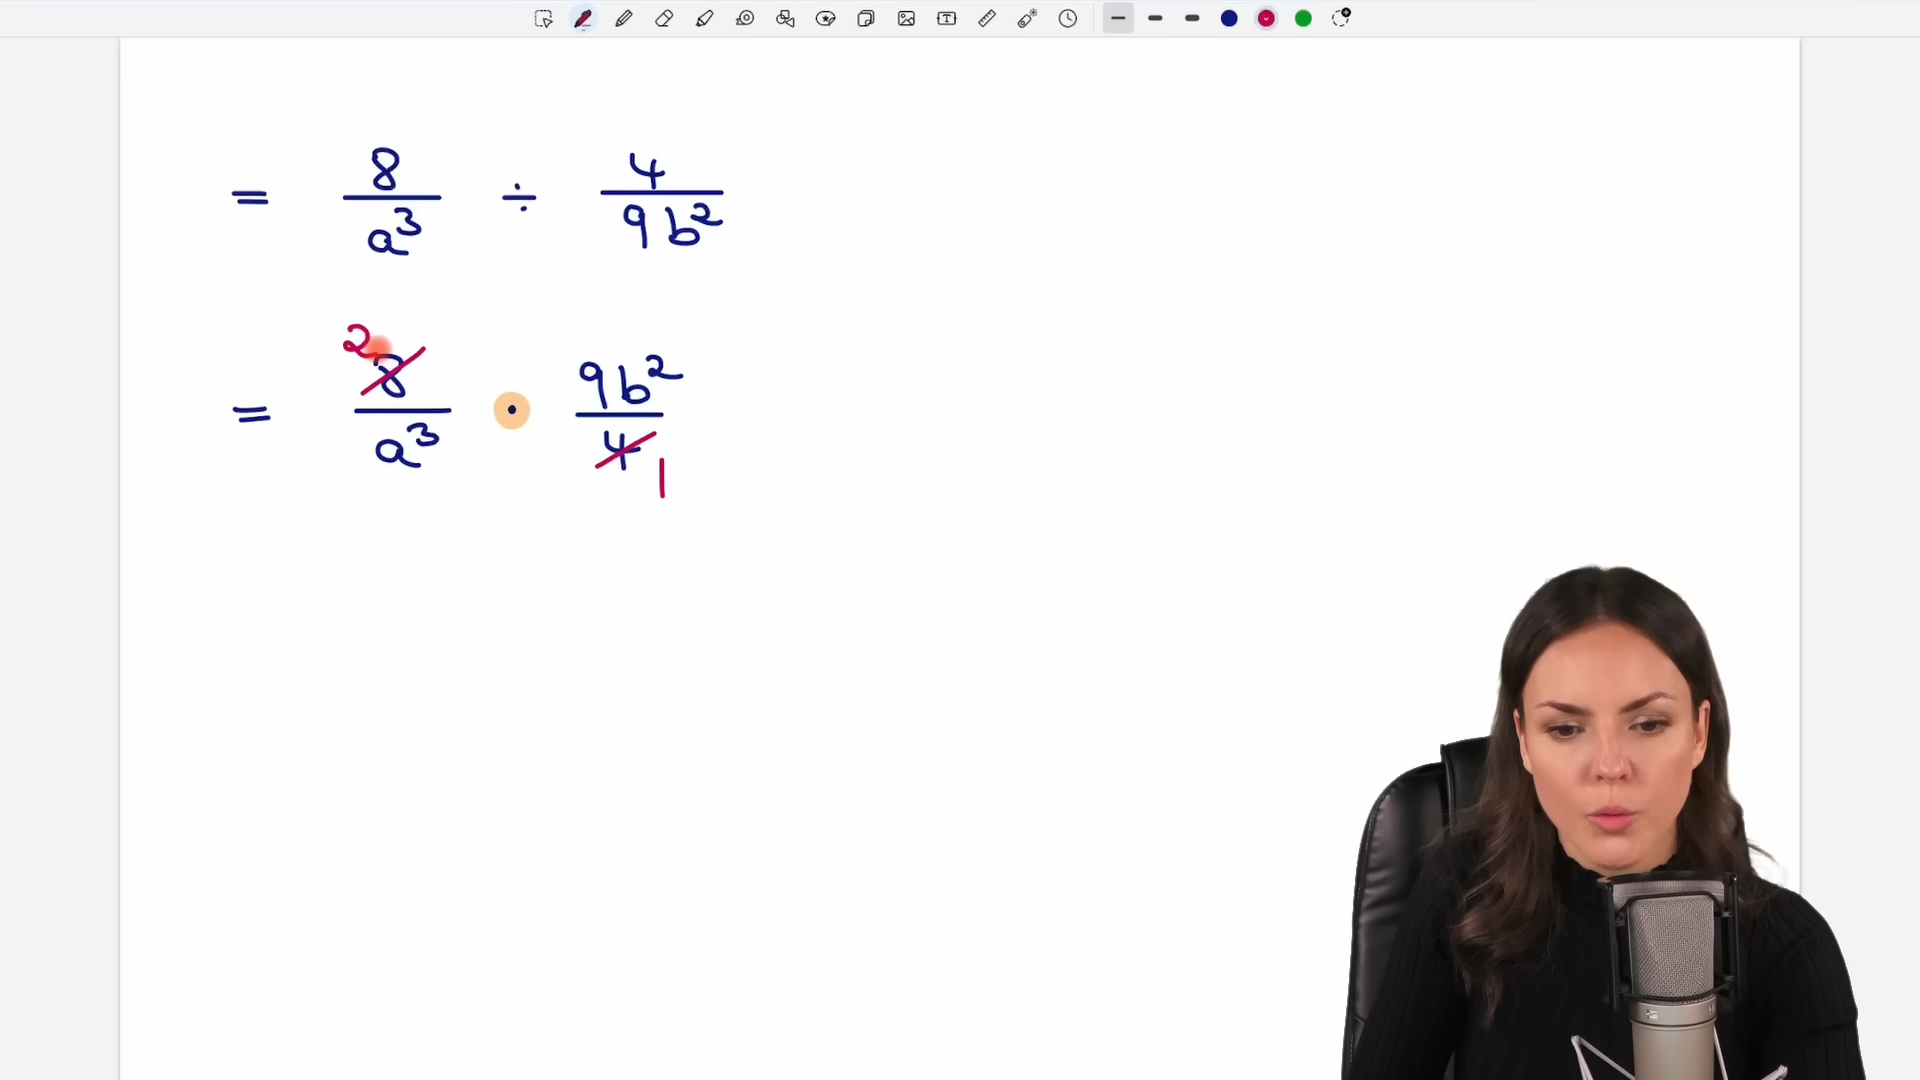 = 8/a³ ÷ 4/9b²
= 2 8/a³ · 9b²/4 1